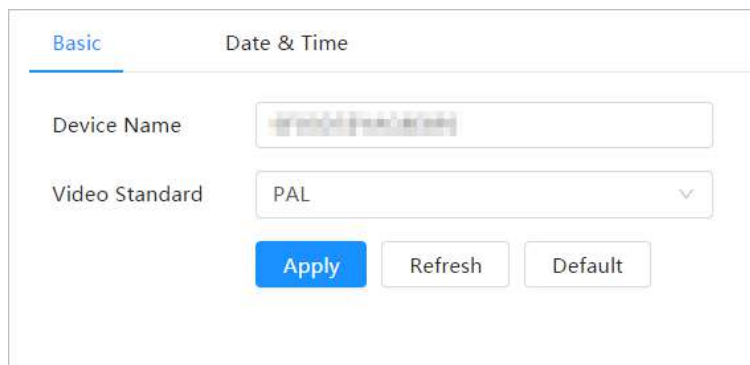 Basic Date & Time
Device Name
Video Standard PAL
Apply Refresh Default